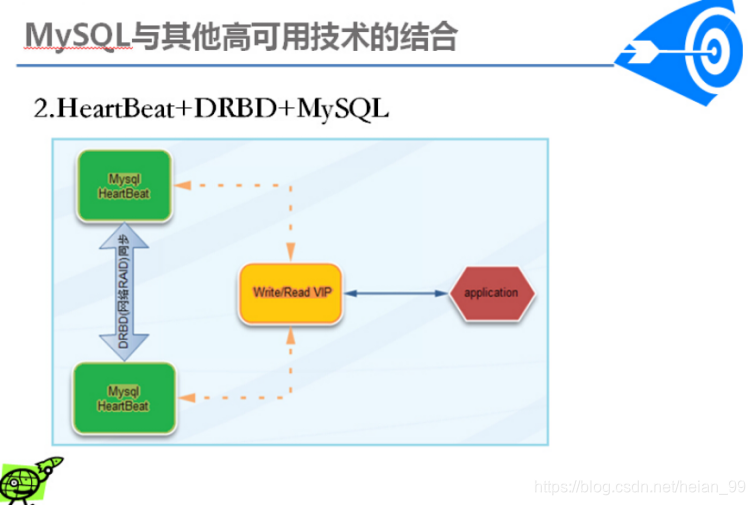 MySQL与其他高可用技术的结合
2.HeartBeat+DRBD+MySQL
Mysql
HeartBeat
DRBD(网络RAID)同步
Write/Read VIP
application
Mysql
HeartBeat
https://blog.csdn.net/heian_99